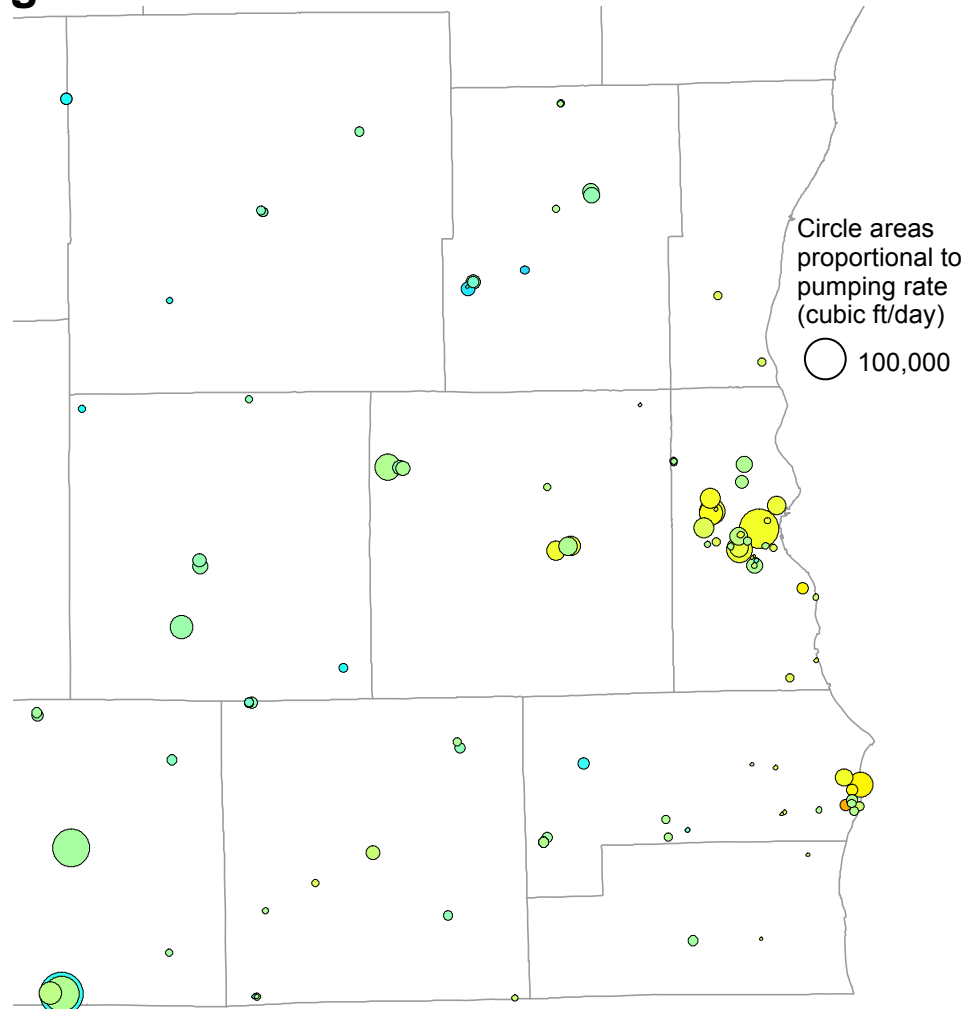 Circle areas
proportional to
pumping rate
(cubic ft/day)
100,000